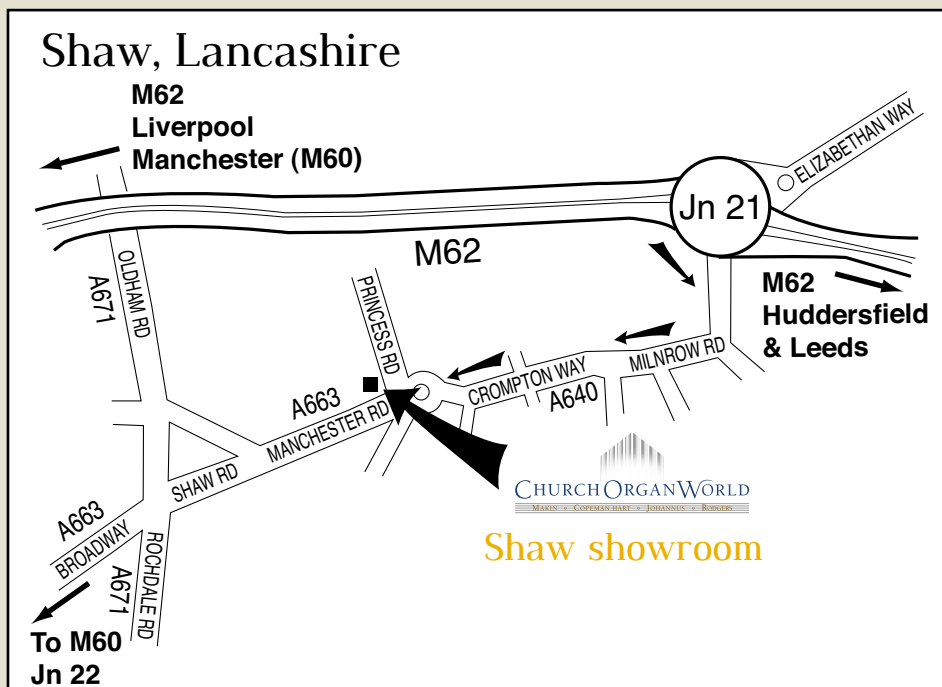 Shaw, Lancashire
M62
Liverpool
Manchester (M60)
ELIZABETHAN WAY
Jn 21
M62
A671
OLDHAM RD
M62
Huddersfield
& Leeds
PRINCESS RD
MILNROW RD
CROMPTON WAY
A640
A663
MANCHESTER RD
SHAW RD
CHURCH ORGAN WORLD
MAKIN COPEMAN HART JOHANNUS RODGERS
Shaw showroom
A663
BROADWAY
A671
ROCHDALE RD
To M60
Jn 22